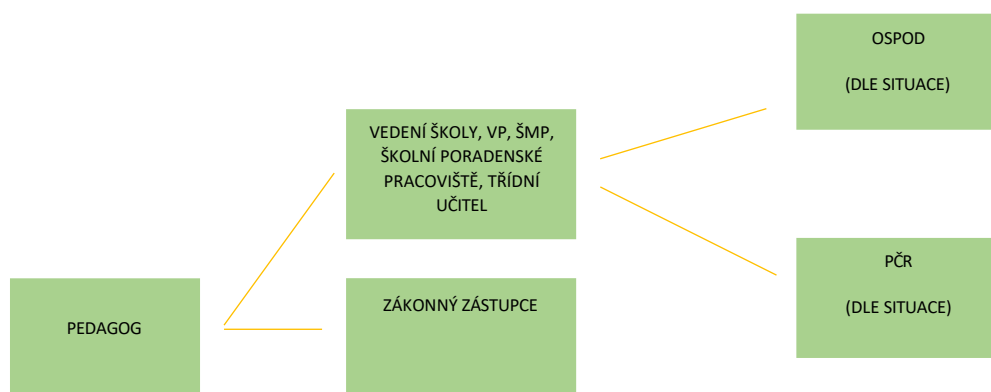 OSPOD
(DLE SITUACE)
VEDENÍ ŠKOLY, VP, ŠMP,
ŠKOLNÍ PORADENSKÉ
PRACOVIŠTĚ, TŘÍDNÍ
UČITEL
PČR
(DLE SITUACE)
ZÁKONNÝ ZÁSTUPCE
PEDAGOG